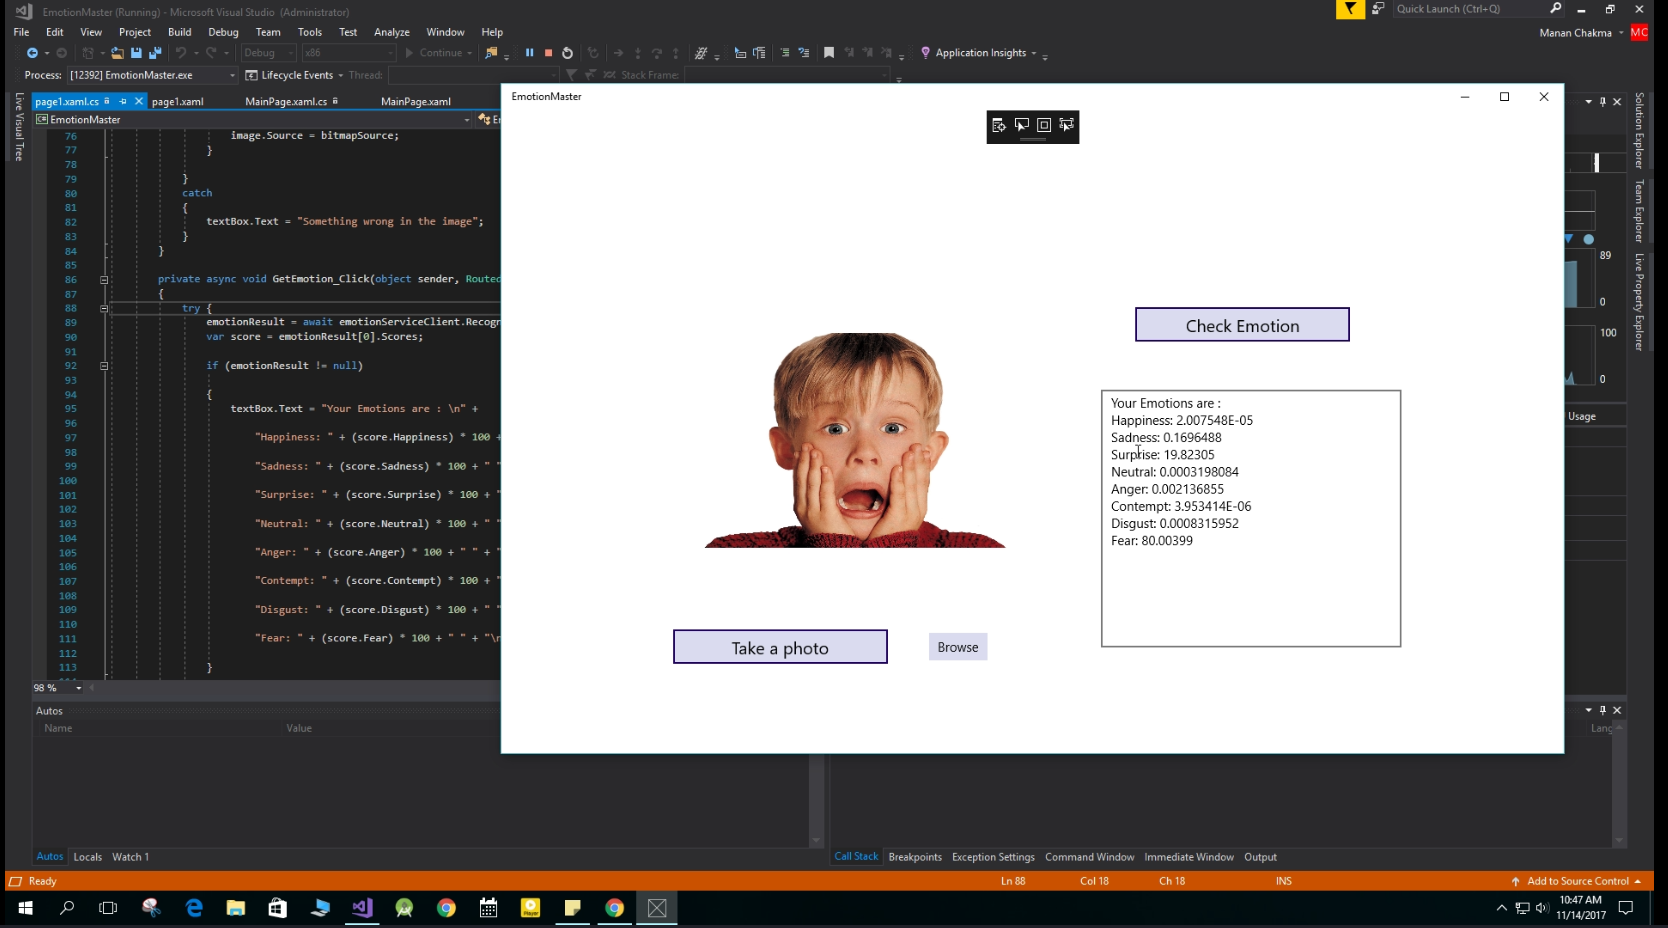 EmotionMaster (Running) - Microsoft Visual Studio (Administrator)
Quick Launch (Ctrl+Q)
File Edit View Project Build Debug Team Tools Test Analyze Window Help
Manan Chakma MC
Debug x86 Continue Application Insights
Process: [12392] EmotionMaster.exe Lifecycle Events Thread: Stack Frame:
Live Visual Tree
page1.xaml.cs page1.xaml MainPage.xaml.cs MainPage.xaml
EmotionMaster
76 image.Source = bitmapSource;
77 }
78
79 }
80 catch
81 {
82 textBox.Text = "Something wrong in the image";
83 }
84 }
85
86 private async void GetEmotion_Click(object sender, Routed
87 {
88 try {
89 emotionResult = await emotionServiceClient.Recogn
90 var score = emotionResult[0].Scores;
91
92 if (emotionResult != null)
93
94 {
95 textBox.Text = "Your Emotions are : \n" +
96
97 "Happiness: " + (score.Happiness) * 100 +
98
99 "Sadness: " + (score.Sadness) * 100 + " "
100
101 "Surprise: " + (score.Surprise) * 100 + "
102
103 "Neutral: " + (score.Neutral) * 100 + " "
104
105 "Anger: " + (score.Anger) * 100 + " " + "
106
107 "Contempt: " + (score.Contempt) * 100 + "
108
109 "Disgust: " + (score.Disgust) * 100 + " "
110
111 "Fear: " + (score.Fear) * 100 + " " + "\n
112
113 }
98 %
EmotionMaster
Check Emotion
Your Emotions are :
Happiness: 2.007548E-05
Sadness: 0.1696488
Surprise: 19.82305
Neutral: 0.0003198084
Anger: 0.002136855
Contempt: 3.953414E-06
Disgust: 0.0008315952
Fear: 80.00399
Take a photo
Browse
89
0
100
0
Usage
Solution Explorer
Team Explorer
Live Property Explorer
Autos
Name Value
Lang
Autos Locals Watch 1
Call Stack Breakpoints Exception Settings Command Window Immediate Window Output
Ready Ln 88 Col 18 Ch 18 INS Add to Source Control
Player
10:47 AM
11/14/2017